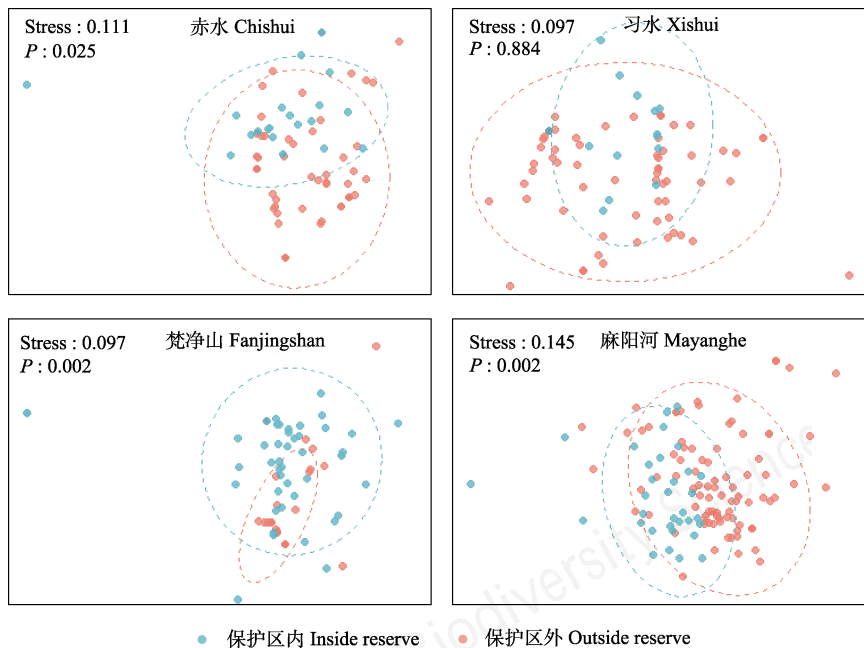 Stress : 0.111
赤水 Chishui
P : 0.025
Stress : 0.097
习水 Xishui
P : 0.884
Stress : 0.097
梵净山 Fanjingshan
P : 0.002
Stress : 0.145
麻阳河 Mayanghe
P : 0.002
保护区内 Inside reserve
保护区外 Outside reserve
Biodiversity Science